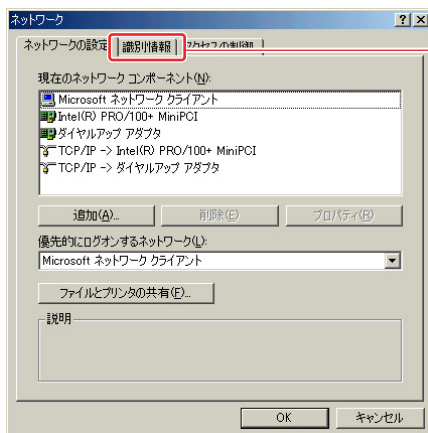 ネットワーク
ネットワークの設定 識別情報 アクセスの制御
現在のネットワーク コンポーネント(N):
Microsoft ネットワーク クライアント
Intel(R) PRO/100+ MiniPCI
ダイヤルアップ アダプタ
TCP/IP -> Intel(R) PRO/100+ MiniPCI
TCP/IP -> ダイヤルアップ アダプタ
追加(A)... 削除(E) プロパティ(R)
優先的にログオンするネットワーク(L):
Microsoft ネットワーク クライアント
ファイルとプリンタの共有(F)...
説明
OK キャンセル